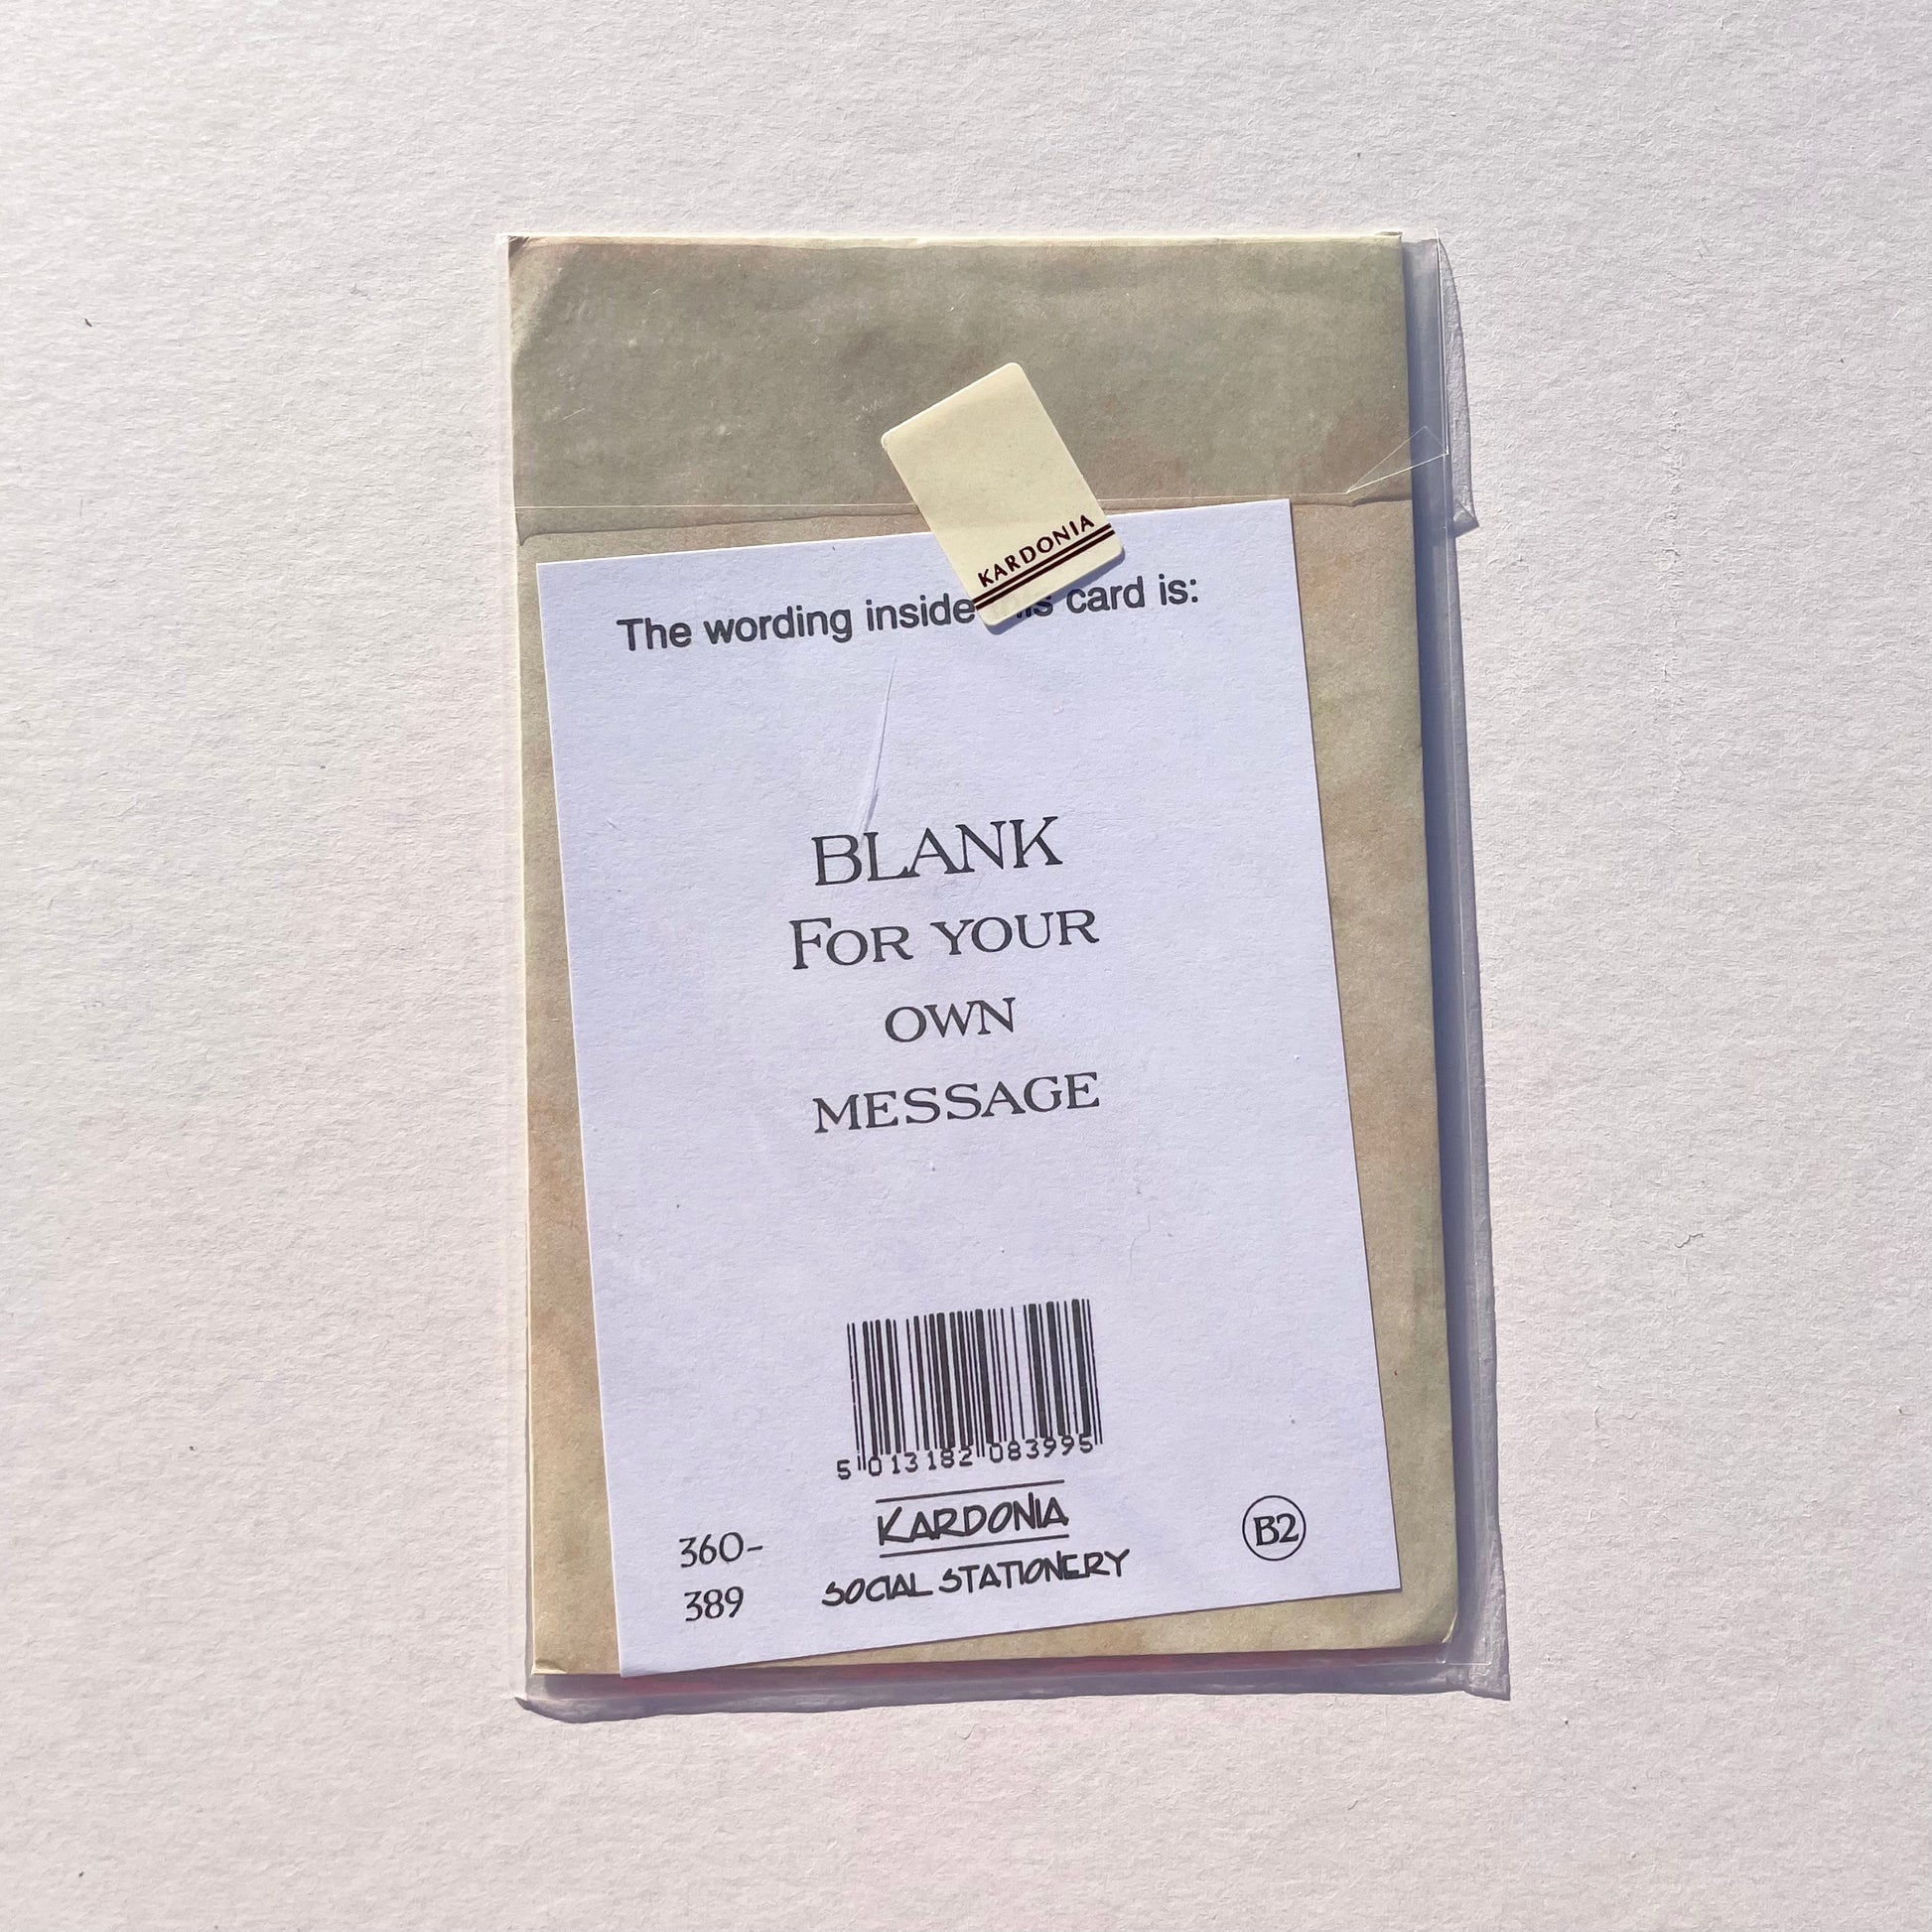 KARDONIA
The wording inside card is:
BLANK
FOR YOUR
OWN
MESSAGE
5 013182 083995
KARDONIA
SOCIAL STATIONERY
360-
389
B2